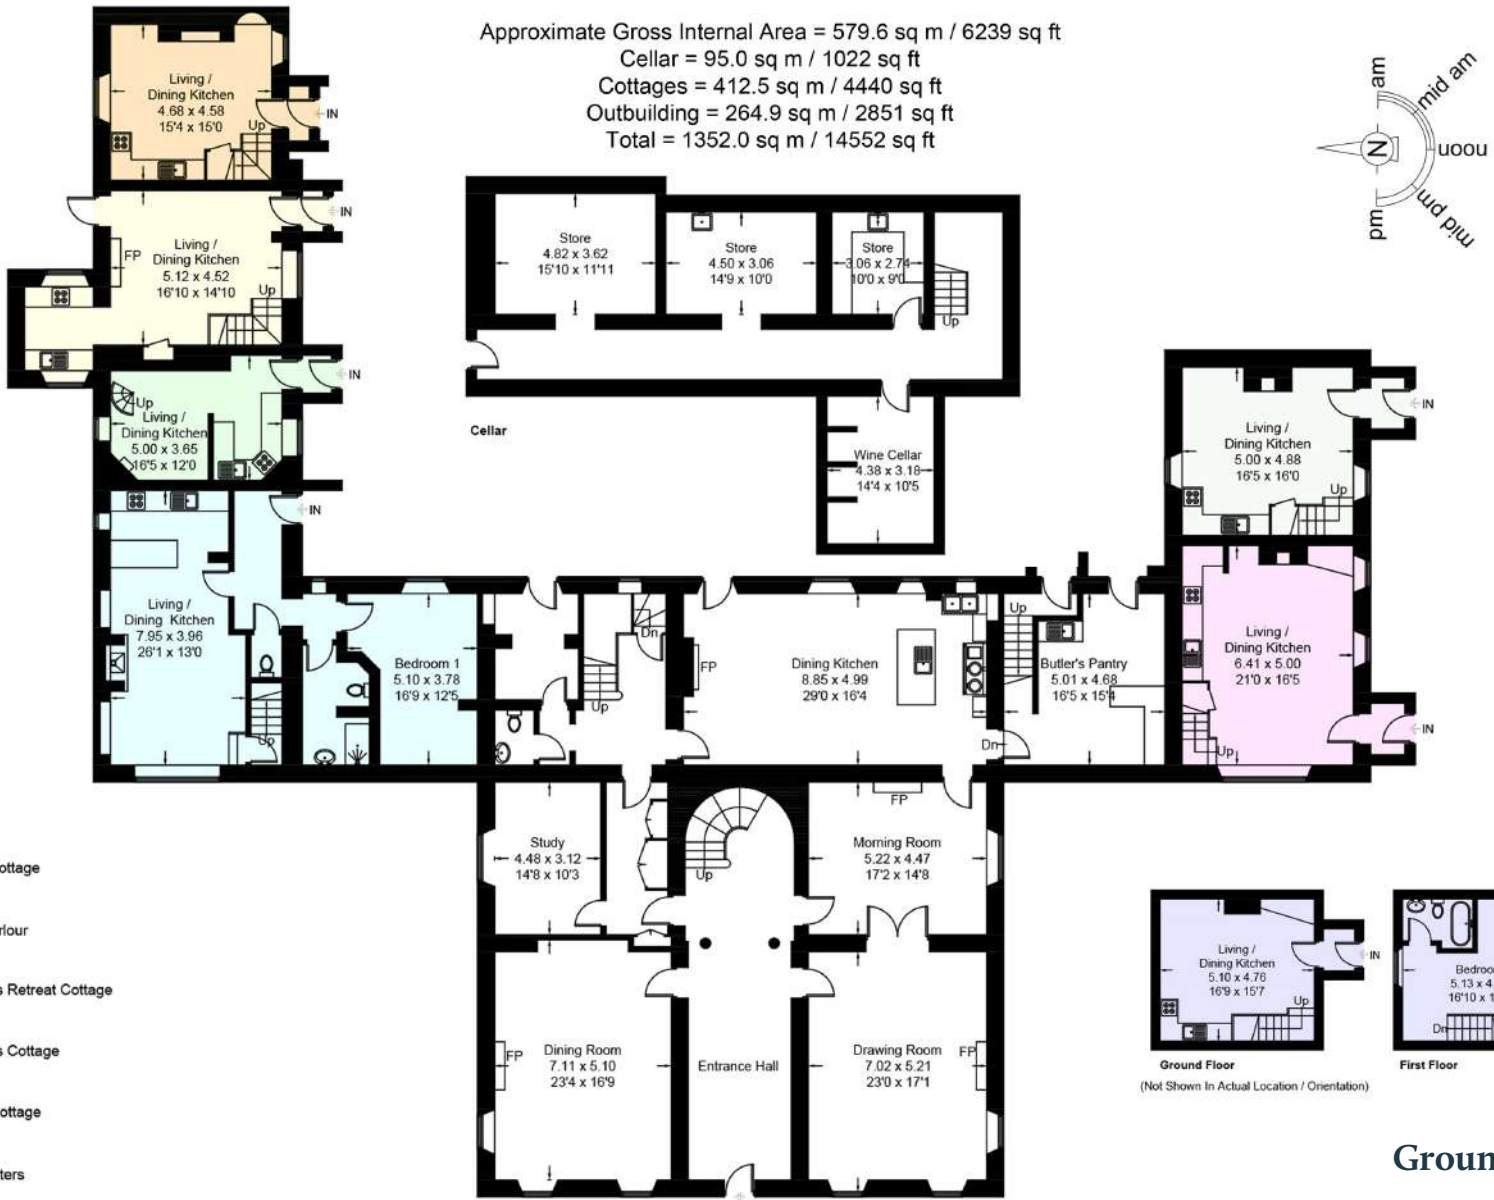 Approximate Gross Internal Area = 579.6 sq m / 6239 sq ft
Cellar = 95.0 sq m / 1022 sq ft
Cottages = 412.5 sq m / 4440 sq ft
Outbuilding = 264.9 sq m / 2851 sq ft
Total = 1352.0 sq m / 14552 sq ft
am
mid am
noon
mid pm
pm
N
Living /
Dining Kitchen
4.68 x 4.58
15'4 x 15'0
Up
IN
Living /
Dining Kitchen
5.12 x 4.52
16'10 x 14'10
FP
Up
IN
Up
Living /
Dining Kitchen
5.00 x 3.65
16'5 x 12'0
IN
Living /
Dining Kitchen
7.95 x 3.96
26'1 x 13'0
Up
IN
Store
4.82 x 3.62
15'10 x 11'11
Store
4.50 x 3.06
14'9 x 10'0
Store
3.06 x 2.74
10'0 x 9'0
Up
Cellar
Wine Cellar
4.38 x 3.18
14'4 x 10'5
Bedroom 1
5.10 x 3.78
16'9 x 12'5
Dn
Up
FP
Dining Kitchen
8.85 x 4.99
29'0 x 16'4
Up
Butler's Pantry
5.01 x 4.68
16'5 x 15'4
Dn
Living /
Dining Kitchen
5.00 x 4.88
16'5 x 16'0
Up
IN
Living /
Dining Kitchen
6.41 x 5.00
21'0 x 16'5
Up
IN
Study
4.48 x 3.12
14'8 x 10'3
Up
FP
Morning Room
5.22 x 4.47
17'2 x 14'8
FP
Dining Room
7.11 x 5.10
23'4 x 16'9
Entrance Hall
Drawing Room
7.02 x 5.21
23'0 x 17'1
FP
Living /
Dining Kitchen
5.10 x 4.76
16'9 x 15'7
Up
IN
Ground Floor
(Not Shown In Actual Location / Orientation)
Bedroo
5.13 x 4.
16'10 x 1
Dn
First Floor
ottage
rlour
s Retreat Cottage
s Cottage
ottage
ters
Groun